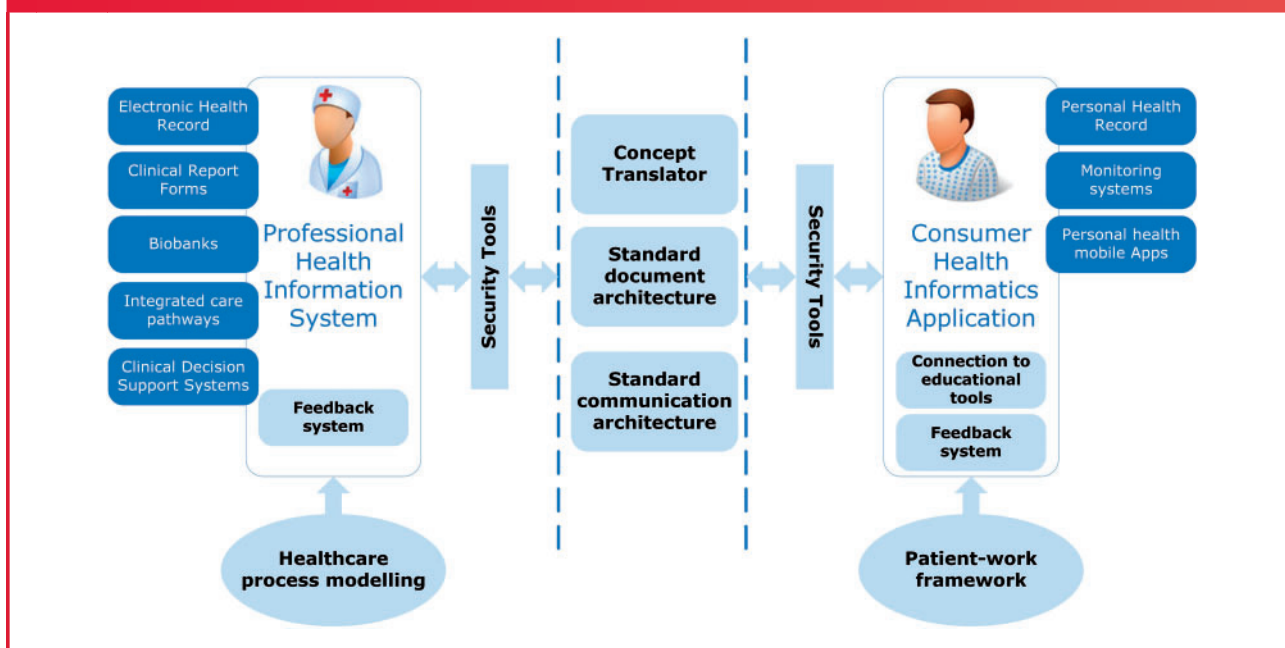 Electronic Health
Record
Clinical Report
Forms
Biobanks
Integrated care
pathways
Clinical Decision
Support Systems
Professional
Health
Information
System
Feedback
system
Healthcare
process modelling
Security Tools
Concept
Translator
Standard
document
architecture
Standard
communication
architecture
Security Tools
Consumer
Health
Informatics
Application
Connection to
educational
tools
Feedback
system
Patient-work
framework
Personal Health
Record
Monitoring
systems
Personal health
mobile Apps